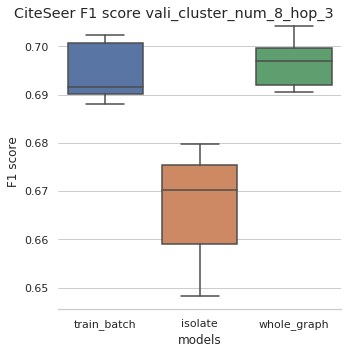 CiteSeer F1 score vali_cluster_num_8_hop_3
0.70
0.69
0.68
0.67
0.66
0.65
F1 score
train_batch
isolate
whole_graph
models